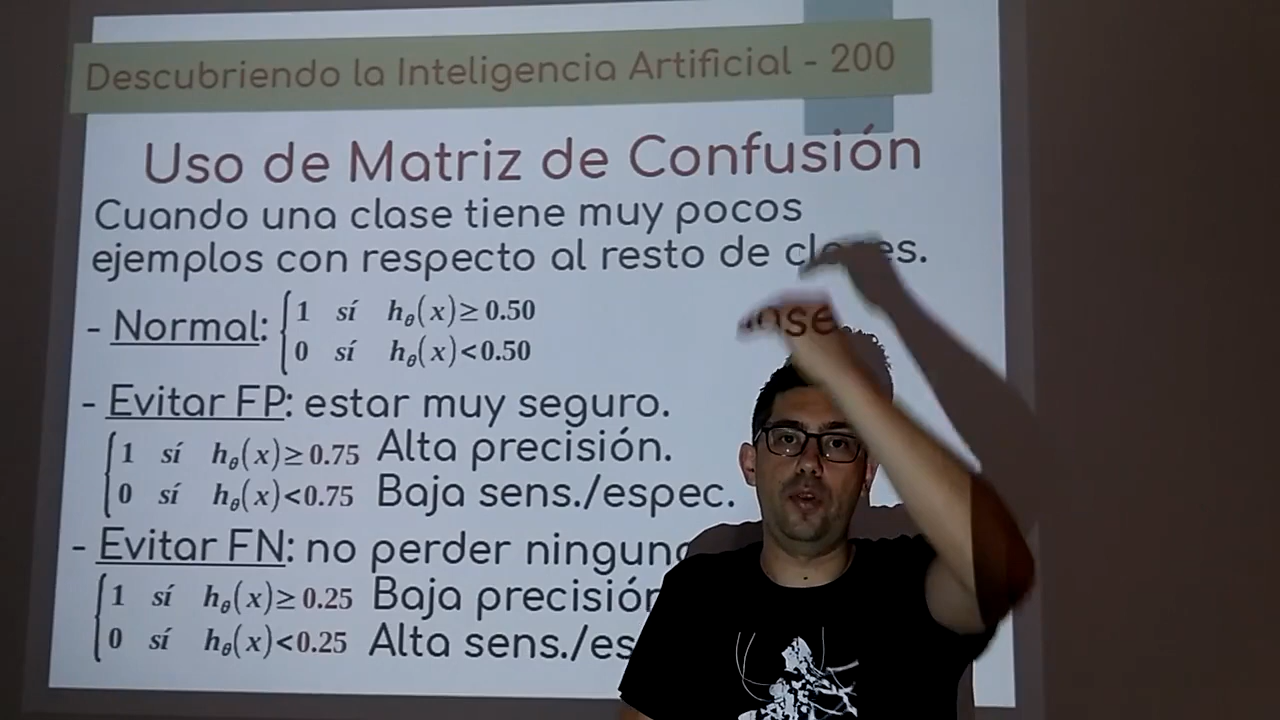 Descubriendo la Inteligencia Artificial - 200
Uso de Matriz de Confusión
Cuando una clase tiene muy pocos
ejemplos con respecto al resto de clases.
- Normal: { 1 sí hθ(x)≥0.50
0 sí hθ(x)<0.50
- Evitar FP: estar muy seguro.
{ 1 sí hθ(x)≥0.75 Alta precisión.
0 sí hθ(x)<0.75 Baja sens./espec.
- Evitar FN: no perder ninguno
{ 1 sí hθ(x)≥0.25 Baja precisión
0 sí hθ(x)<0.25 Alta sens./es